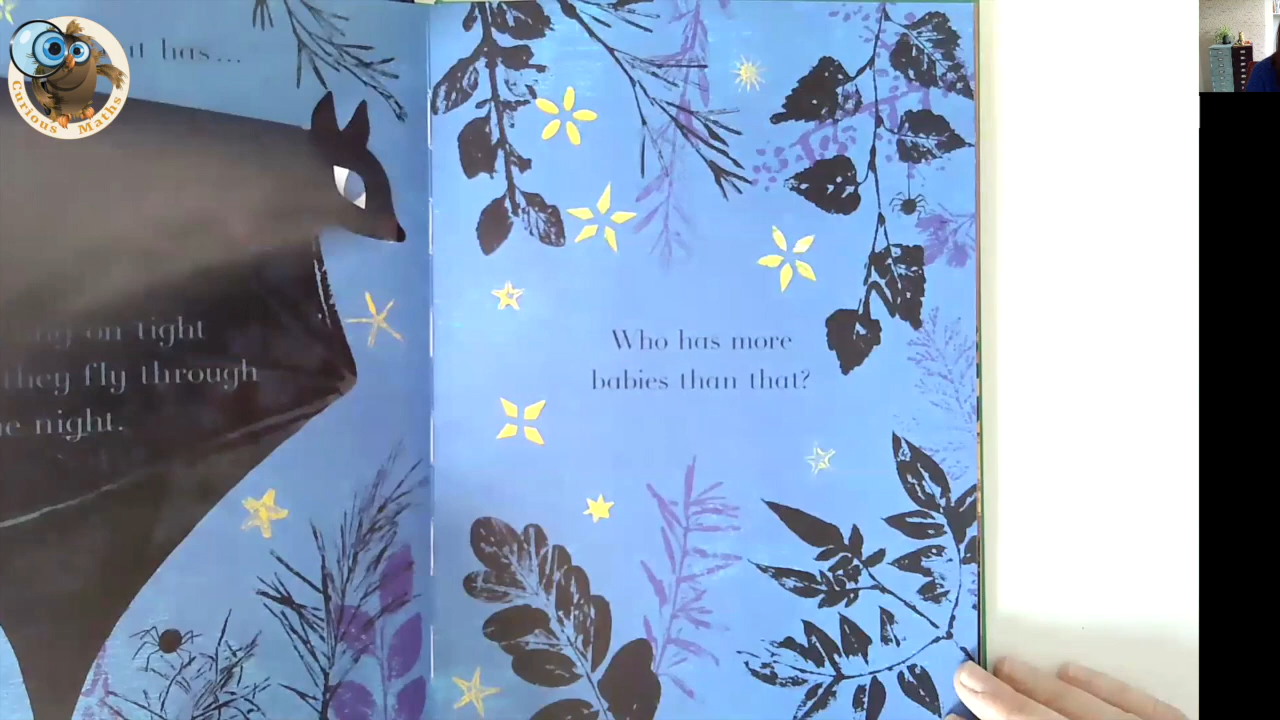 Curious Maths
has...
on tight
they fly through
night.
Who has more
babies than that?